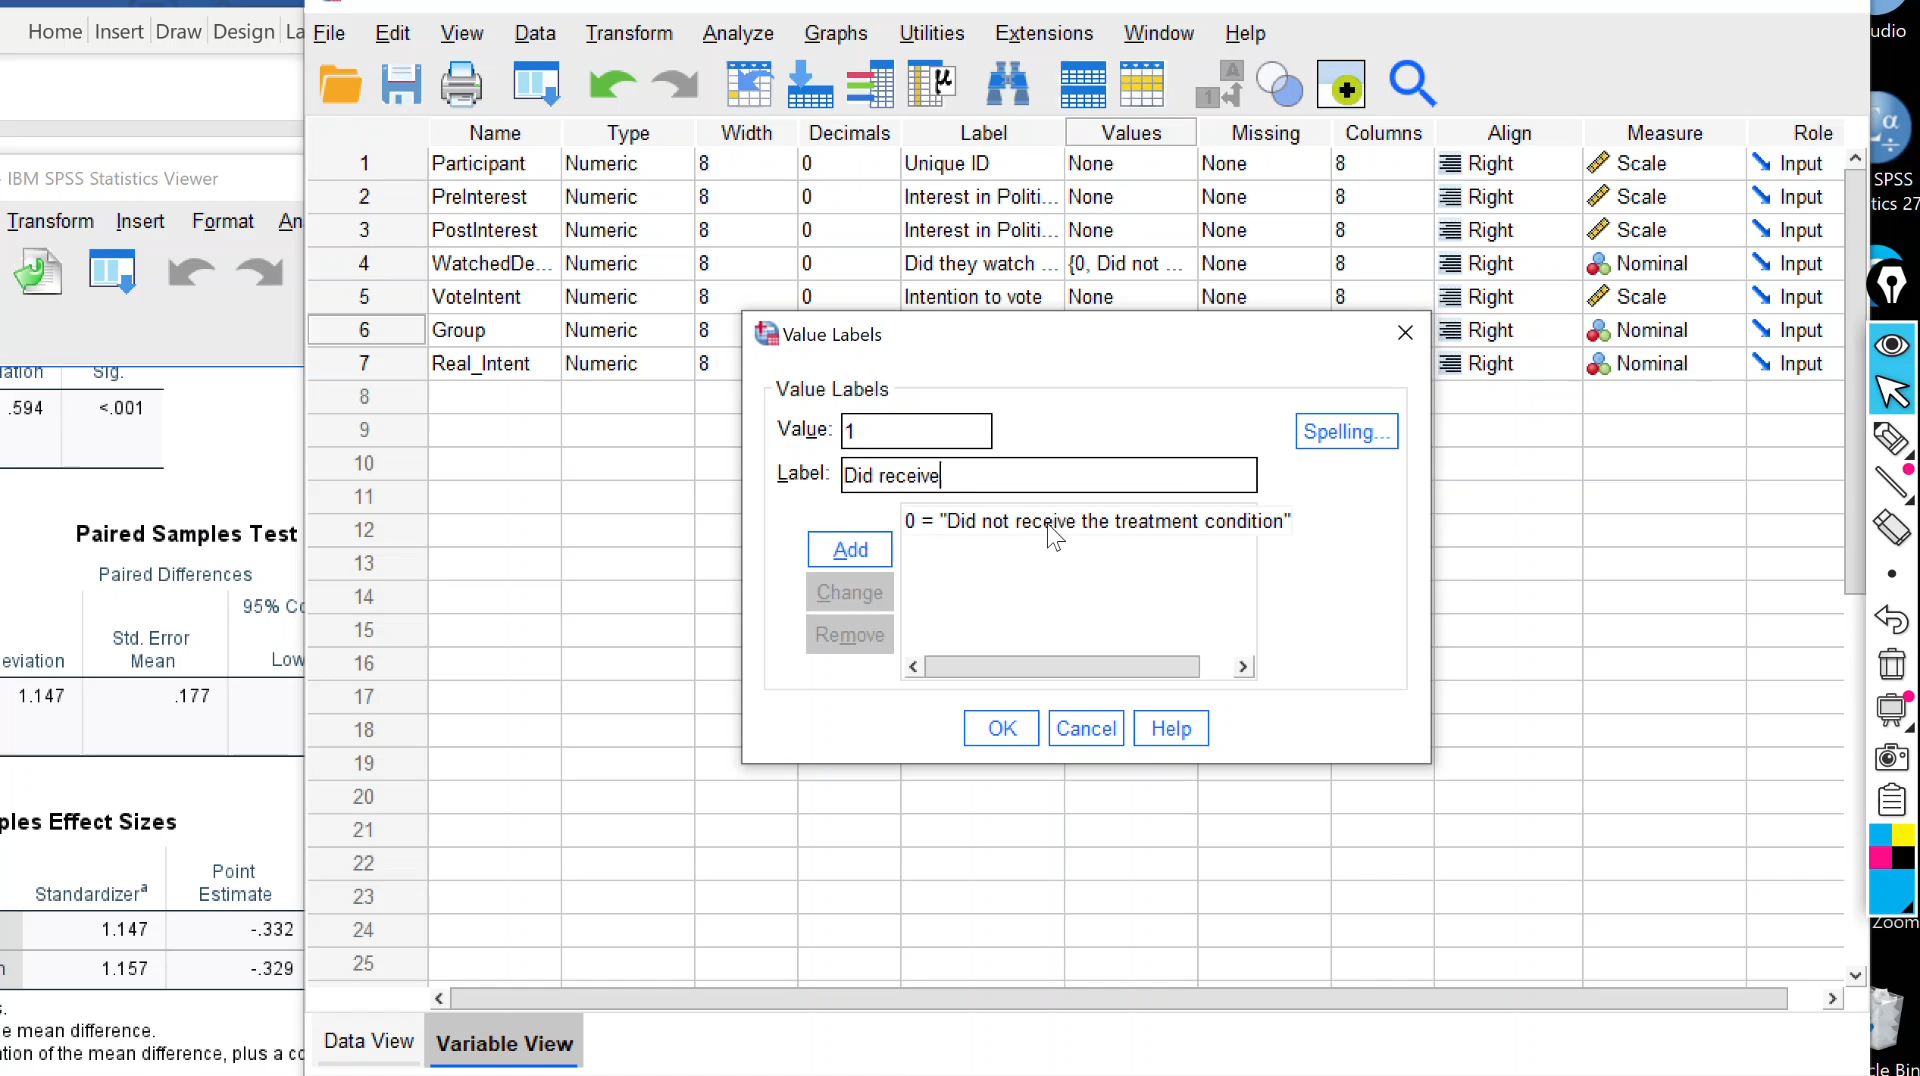 Home Insert Draw Design La
IBM SPSS Statistics Viewer
Transform Insert Format An
Sig.
.594 <.001
Paired Samples Test
Paired Differences
95% Co
Std. Error
eviation Mean Low
1.147 .177
ples Effect Sizes
Point
Standardizerª Estimate
1.147 -.332
1.157 -.329
e mean difference.
tion of the mean difference, plus a co
File Edit View Data Transform Analyze Graphs Utilities Extensions Window Help
Name Type Width Decimals Label Values Missing Columns Align Measure Role
1 Participant Numeric 8 0 Unique ID None None 8 Right Scale Input
2 PreInterest Numeric 8 0 Interest in Politi... None None 8 Right Scale Input
3 PostInterest Numeric 8 0 Interest in Politi... None None 8 Right Scale Input
4 WatchedDe... Numeric 8 0 Did they watch ... {0, Did not ... None 8 Right Nominal Input
5 VoteIntent Numeric 8 0 Intention to vote None None 8 Right Scale Input
6 Group Numeric 8 Right Nominal Input
7 Real_Intent Numeric 8 Right Nominal Input
8
9
10
11
12
13
14
15
16
17
18
19
20
21
22
23
24
25
Value Labels
Value Labels
Value: 1
Spelling...
Label: Did receive
0 = "Did not receive the treatment condition"
Add
Change
Remove
OK Cancel Help
Data View Variable View
udio
SPSS
tics 27
Zoom
cle Bin